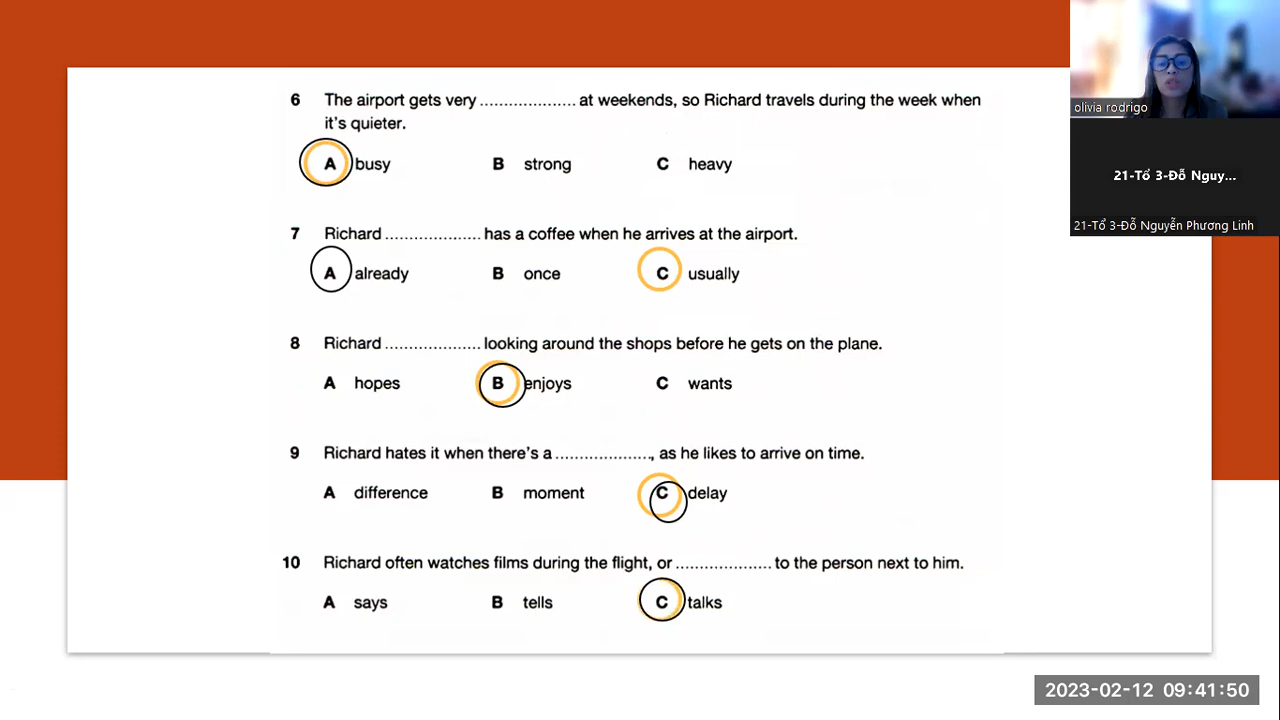 6 The airport gets very .................... at weekends, so Richard travels during the week when
it's quieter.
A busy B strong C heavy
7 Richard .................... has a coffee when he arrives at the airport.
A already B once C usually
8 Richard .................... looking around the shops before he gets on the plane.
A hopes B enjoys C wants
9 Richard hates it when there's a ...................., as he likes to arrive on time.
A difference B moment C delay
10 Richard often watches films during the flight, or .................... to the person next to him.
A says B tells C talks
olivia rodrigo
21-Tổ 3-Đỗ Nguy...
21-Tổ 3-Đỗ Nguyễn Phương Linh
2023-02-12 09:41:50